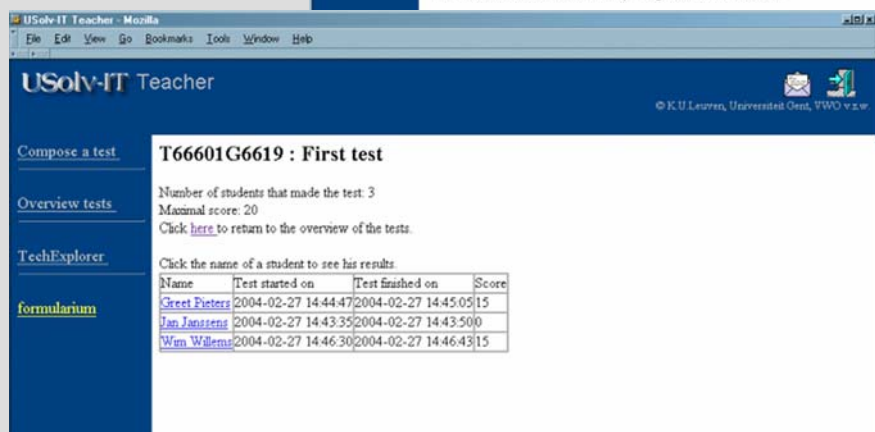 USolv-IT Teacher - Mozilla
File Edit View Go Bookmarks Tools Window Help
USolv-IT Teacher
© K.U.Leuven, Universiteit Gent, VWO v.z.w.
Compose a test
Overview tests
TechExplorer
formularium
T66601G6619 : First test
Number of students that made the test: 3
Maximal score: 20
Click here to return to the overview of the tests.
Click the name of a student to see his results.
Name Test started on Test finished on Score
Greet Pieters 2004-02-27 14:44:47 2004-02-27 14:45:05 15
Jan Janssens 2004-02-27 14:43:35 2004-02-27 14:43:50 0
Wim Willems 2004-02-27 14:46:30 2004-02-27 14:46:43 15